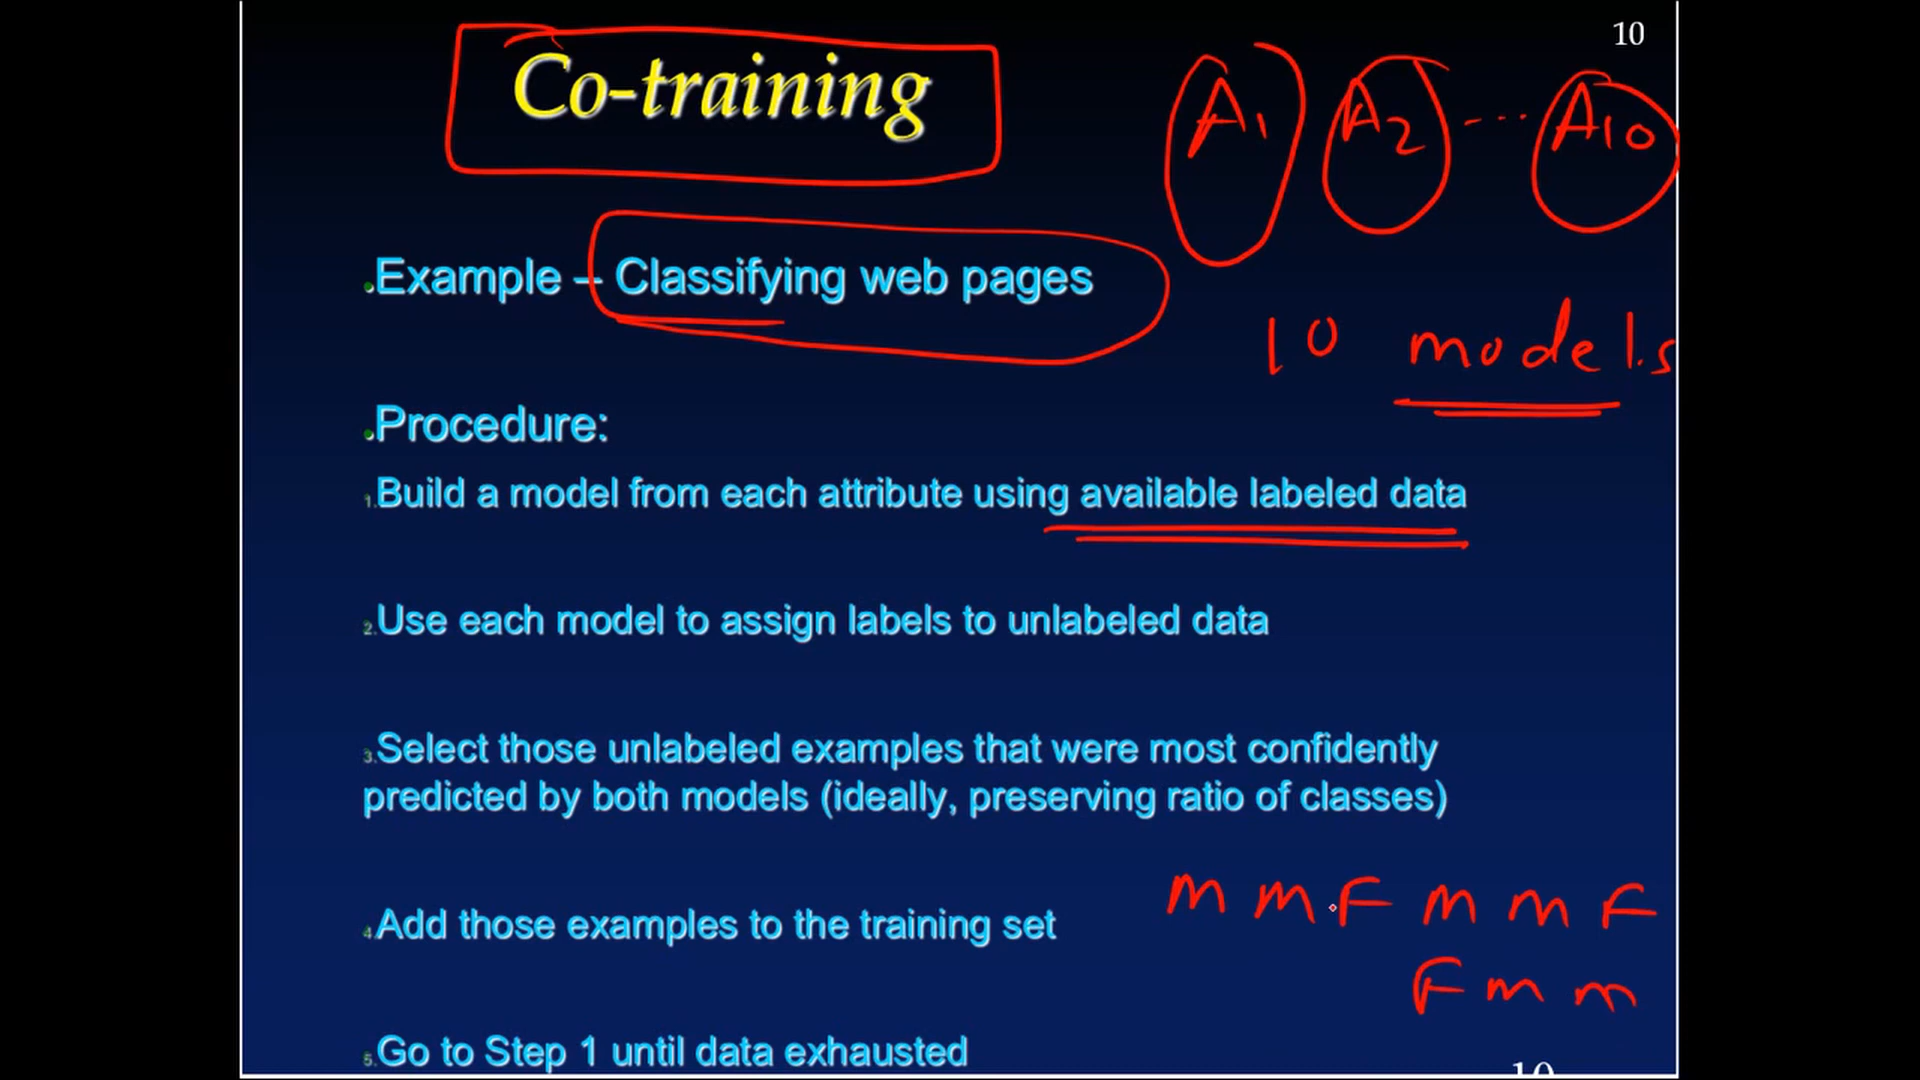 10
Co-training
A1 A2 ... A10
.Example – Classifying web pages
10 models
.Procedure:
1.Build a model from each attribute using available labeled data
2.Use each model to assign labels to unlabeled data
3.Select those unlabeled examples that were most confidently
predicted by both models (ideally, preserving ratio of classes)
4.Add those examples to the training set
m m F m m F
F m m
5.Go to Step 1 until data exhausted
10